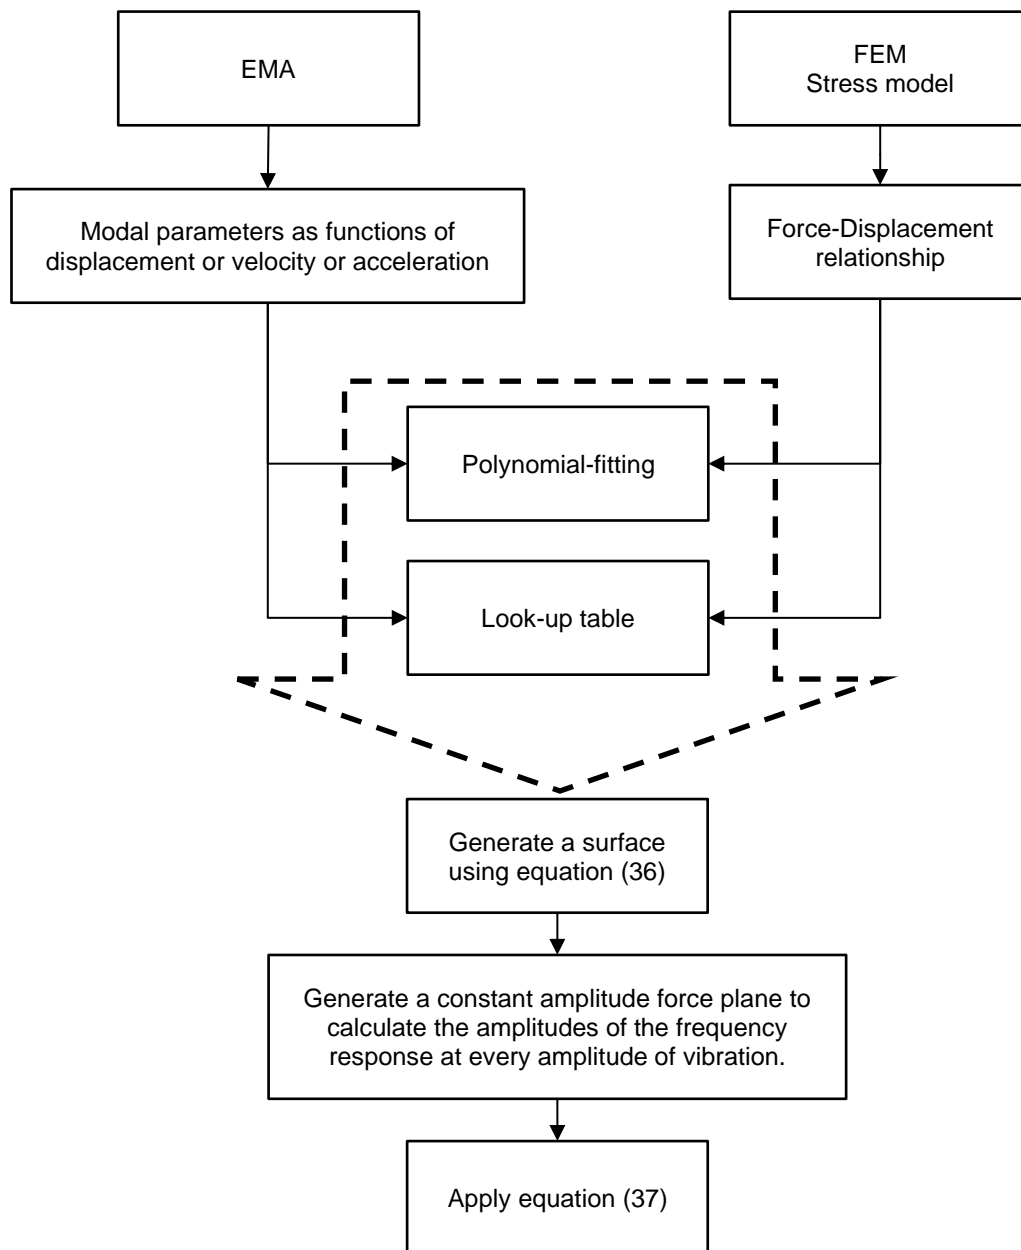 EMA
FEM
Stress model
Modal parameters as functions of
displacement or velocity or acceleration
Force-Displacement
relationship
Polynomial-fitting
Look-up table
Generate a surface
using equation (36)
Generate a constant amplitude force plane to
calculate the amplitudes of the frequency
response at every amplitude of vibration.
Apply equation (37)